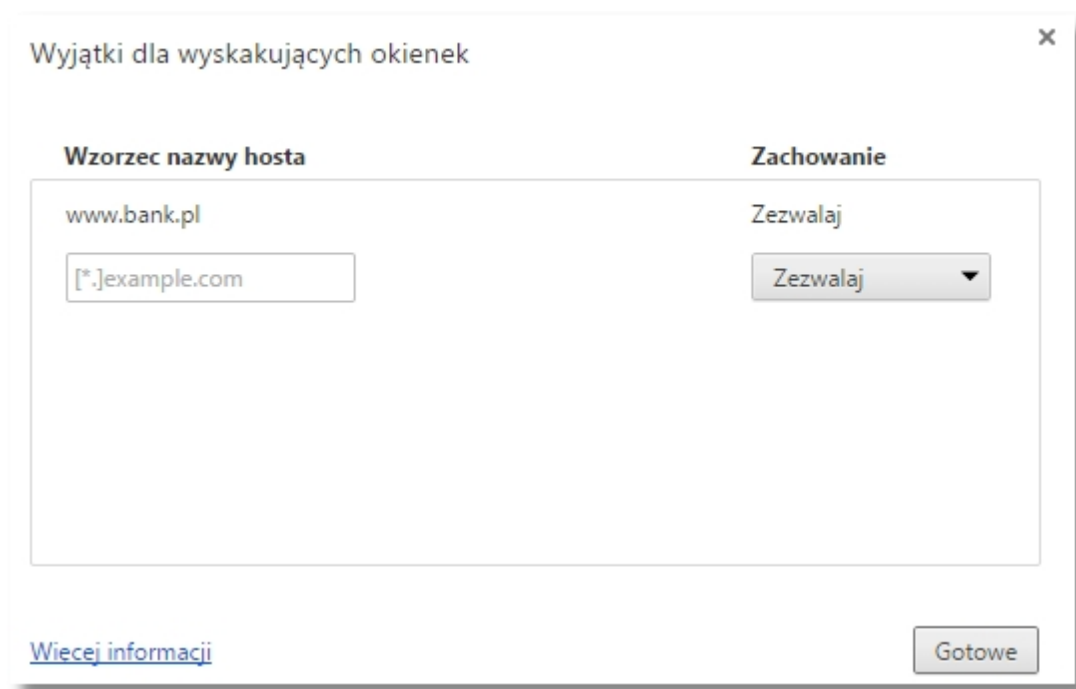 Wyjątki dla wyskakujących okienek
×
Wzorzec nazwy hosta Zachowanie
www.bank.pl Zezwalaj
[*.]example.com Zezwalaj
Więcej informacji Gotowe